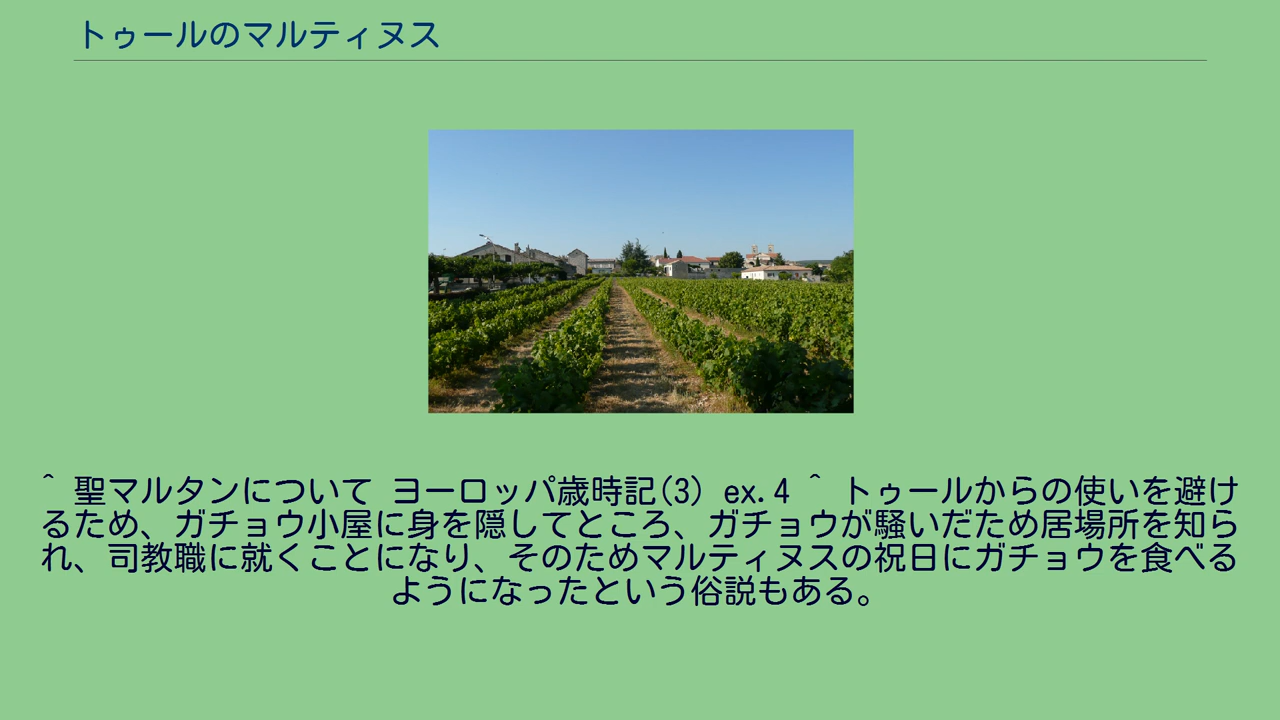 トゥールのマルティヌス
^ 聖マルタンについて ヨーロッパ歳時記(3) ex.4 ^ トゥールからの使いを避け
るため、ガチョウ小屋に身を隠してところ、ガチョウが騒いだため居場所を知ら
れ、司教職に就くことになり、そのためマルティヌスの祝日にガチョウを食べる
ようになったという俗説もある。